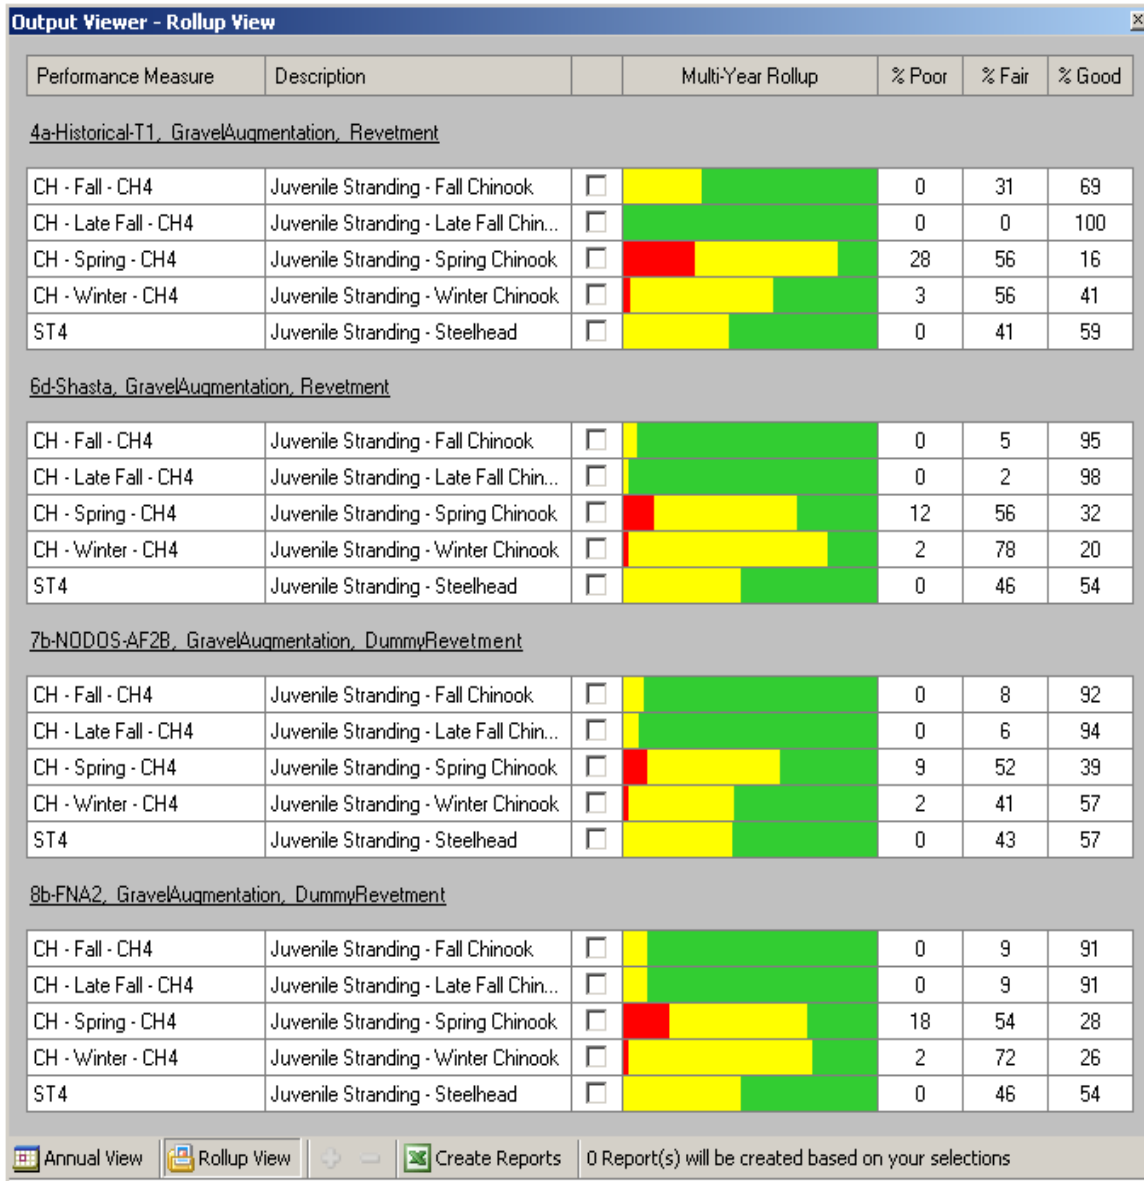 Output Viewer - Rollup View
Performance Measure Description Multi-Year Rollup % Poor % Fair % Good
4a-Historical-T1, GravelAugmentation, Revetment
CH - Fall - CH4 Juvenile Stranding - Fall Chinook 0 31 69
CH - Late Fall - CH4 Juvenile Stranding - Late Fall Chin... 0 0 100
CH - Spring - CH4 Juvenile Stranding - Spring Chinook 28 56 16
CH - Winter - CH4 Juvenile Stranding - Winter Chinook 3 56 41
ST4 Juvenile Stranding - Steelhead 0 41 59
6d-Shasta, GravelAugmentation, Revetment
CH - Fall - CH4 Juvenile Stranding - Fall Chinook 0 5 95
CH - Late Fall - CH4 Juvenile Stranding - Late Fall Chin... 0 2 98
CH - Spring - CH4 Juvenile Stranding - Spring Chinook 12 56 32
CH - Winter - CH4 Juvenile Stranding - Winter Chinook 2 78 20
ST4 Juvenile Stranding - Steelhead 0 46 54
7b-NODOS-AF2B, GravelAugmentation, DummyRevetment
CH - Fall - CH4 Juvenile Stranding - Fall Chinook 0 8 92
CH - Late Fall - CH4 Juvenile Stranding - Late Fall Chin... 0 6 94
CH - Spring - CH4 Juvenile Stranding - Spring Chinook 9 52 39
CH - Winter - CH4 Juvenile Stranding - Winter Chinook 2 41 57
ST4 Juvenile Stranding - Steelhead 0 43 57
8b-FNA2, GravelAugmentation, DummyRevetment
CH - Fall - CH4 Juvenile Stranding - Fall Chinook 0 9 91
CH - Late Fall - CH4 Juvenile Stranding - Late Fall Chin... 0 9 91
CH - Spring - CH4 Juvenile Stranding - Spring Chinook 18 54 28
CH - Winter - CH4 Juvenile Stranding - Winter Chinook 2 72 26
ST4 Juvenile Stranding - Steelhead 0 46 54
Annual View Rollup View Create Reports 0 Report(s) will be created based on your selections